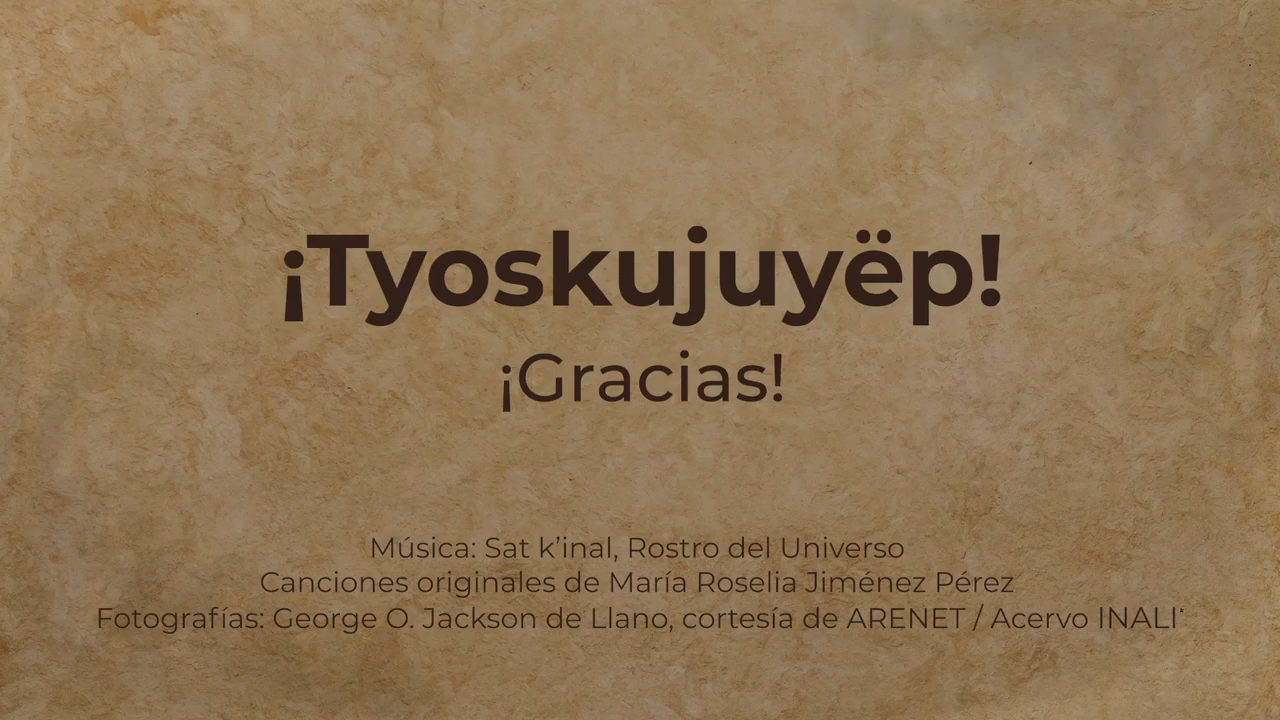 ¡Tyoskujuyëp!
¡Gracias!
Música: Sat k’inal, Rostro del Universo
Canciones originales de María Roselia Jiménez Pérez
Fotografías: George O. Jackson de Llano, cortesía de ARENET / Acervo